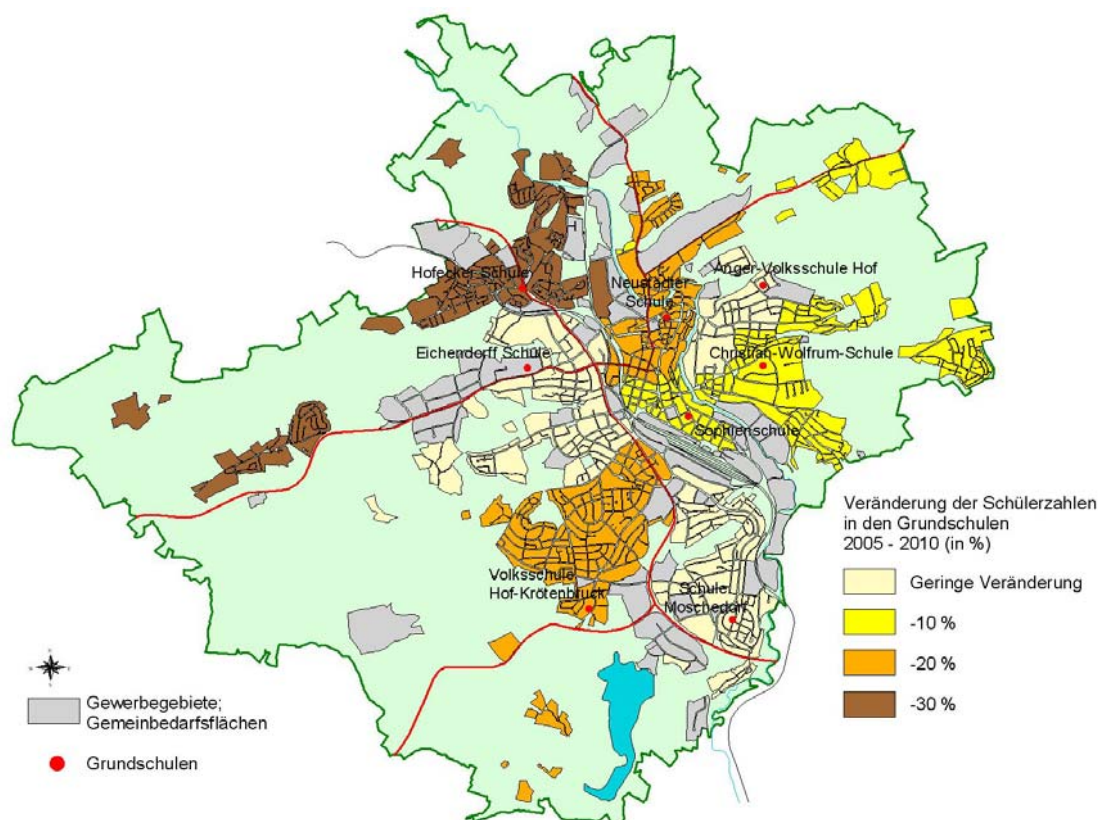 Hofecker Schule
Neustädter
Schule
Anger-Volksschule Hof
Eichendorff Schule
Christian-Wolfrum-Schule
Sophienschule
Volksschule
Hof-Krötenbruck
Schule
Moschendorf
Veränderung der Schülerzahlen
in den Grundschulen
2005 - 2010 (in %)
Geringe Veränderung
-10 %
-20 %
-30 %
Gewerbegebiete;
Gemeinbedarfsflächen
Grundschulen